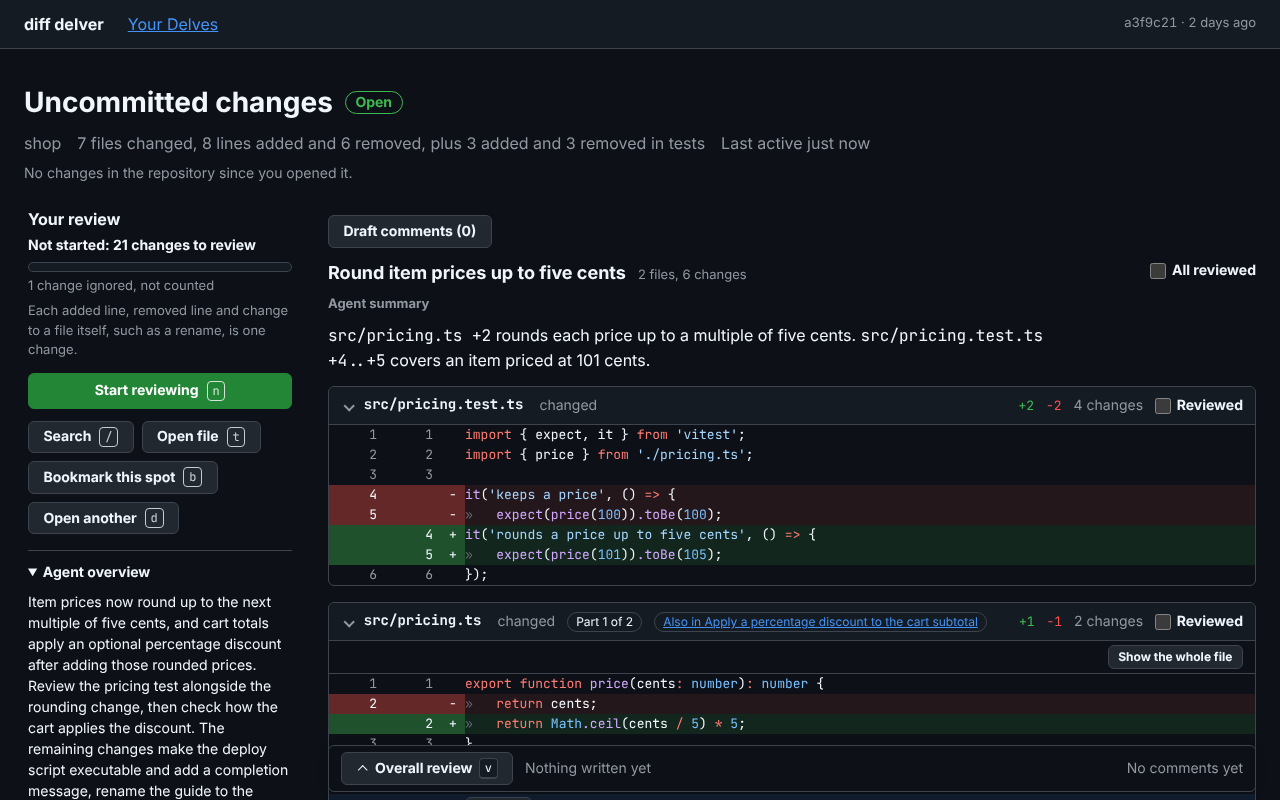 diff delver Your Delves a3f9c21 · 2 days ago
Uncommitted changes Open
shop 7 files changed, 8 lines added and 6 removed, plus 3 added and 3 removed in tests Last active just now
No changes in the repository since you opened it.
Your review
Not started: 21 changes to review
1 change ignored, not counted
Each added line, removed line and change
to a file itself, such as a rename, is one
change.
Start reviewing n
Search / Open file t
Bookmark this spot b
Open another d
▼ Agent overview
Item prices now round up to the next
multiple of five cents, and cart totals
apply an optional percentage discount
after adding those rounded prices.
Review the pricing test alongside the
rounding change, then check how the
cart applies the discount. The
remaining changes make the deploy
script executable and add a completion
message, rename the guide to the
Draft comments (0)
Round item prices up to five cents 2 files, 6 changes All reviewed
Agent summary
src/pricing.ts +2 rounds each price up to a multiple of five cents. src/pricing.test.ts
+4..+5 covers an item priced at 101 cents.
src/pricing.test.ts changed +2 -2 4 changes Reviewed
1 1 import { expect, it } from 'vitest';
2 2 import { price } from './pricing.ts';
3 3
4 - it('keeps a price', () => {
5 - » expect(price(100)).toBe(100);
4 + it('rounds a price up to five cents', () => {
5 + » expect(price(101)).toBe(105);
6 6 });
src/pricing.ts changed Part 1 of 2 Also in Apply a percentage discount to the cart subtotal +1 -1 2 changes Reviewed
Show the whole file
1 1 export function price(cents: number): number {
2 - » return cents;
2 + » return Math.ceil(cents / 5) * 5;
3 3 }
Overall review v Nothing written yet No comments yet